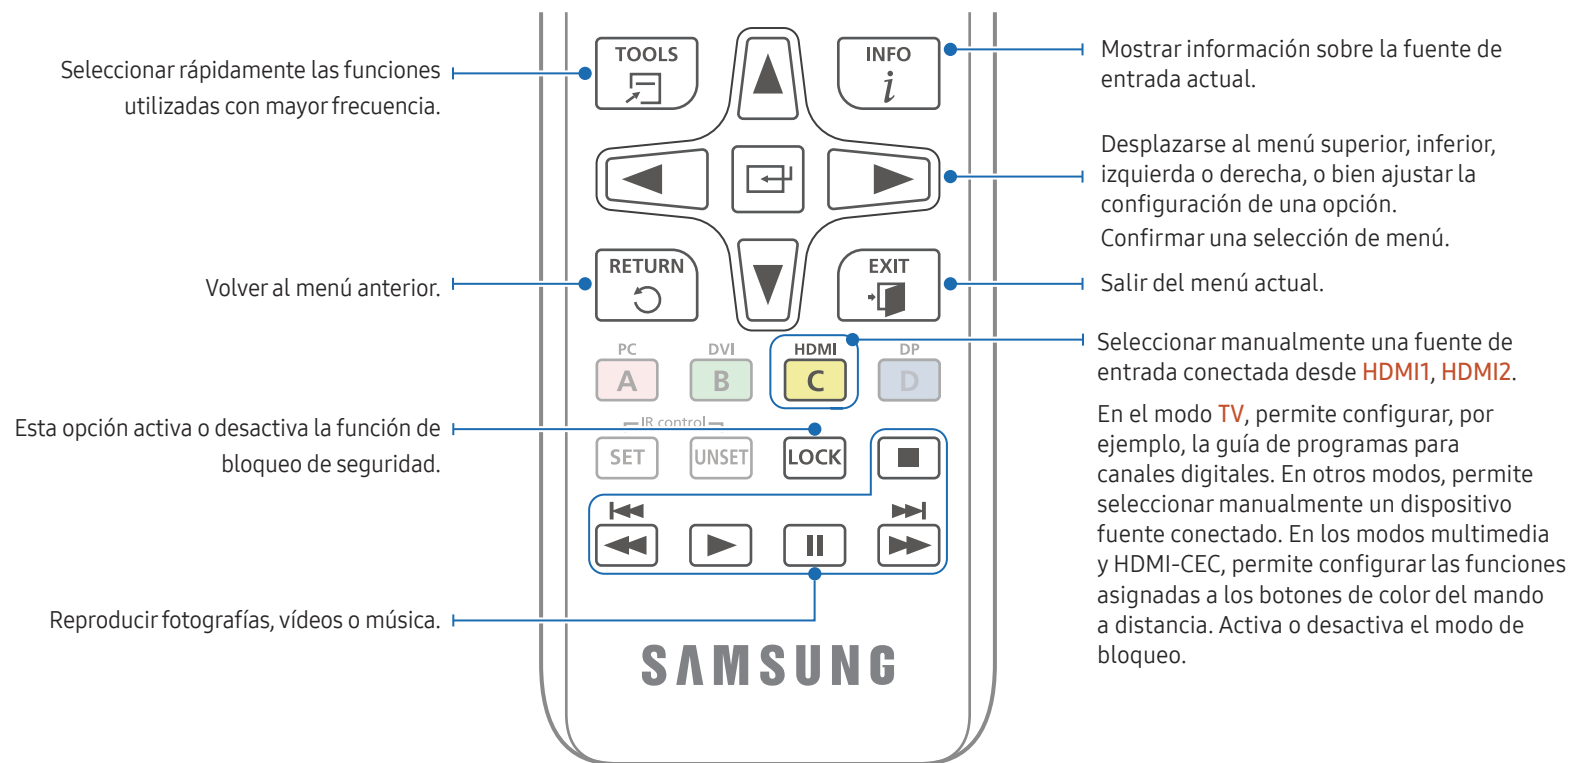 Seleccionar rápidamente las funciones
utilizadas con mayor frecuencia.
TOOLS
INFO
i
Mostrar información sobre la fuente de
entrada actual.
Desplazarse al menú superior, inferior,
izquierda o derecha, o bien ajustar la
configuración de una opción.
Confirmar una selección de menú.
Volver al menú anterior.
RETURN
EXIT
Salir del menú actual.
PC
DVI
HDMI
DP
A
B
C
D
Seleccionar manualmente una fuente de
entrada conectada desde HDMI1, HDMI2.
En el modo TV, permite configurar, por
ejemplo, la guía de programas para
canales digitales. En otros modos, permite
seleccionar manualmente un dispositivo
fuente conectado. En los modos multimedia
y HDMI-CEC, permite configurar las funciones
asignadas a los botones de color del mando
a distancia. Activa o desactiva el modo de
bloqueo.
Esta opción activa o desactiva la función de
bloqueo de seguridad.
IR control
SET
UNSET
LOCK
Reproducir fotografías, vídeos o música.
SAMSUNG